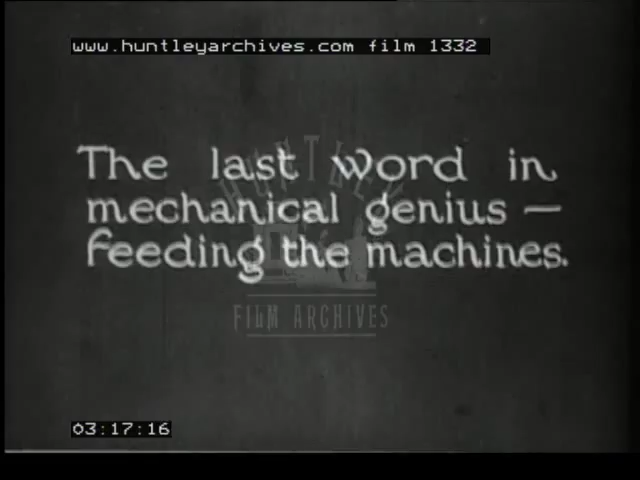 www.huntleyarchives.com film 1332
The last word in
mechanical genius —
feeding the machines.
HUNTLEY
FILM ARCHIVES
03:17:16